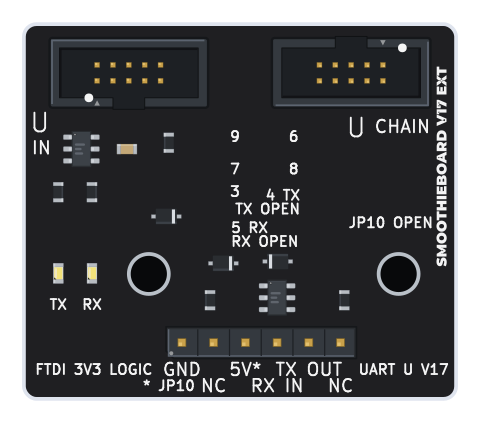 U
IN
U CHAIN
SMOOTHIEBOARD V17 EXT
9 6
7 8
3 4 TX
TX OPEN
5 RX
RX OPEN
JP10 OPEN
TX RX
FTDI 3V3 LOGIC GND 5V* TX OUT UART U V17
* JP10 NC RX IN NC